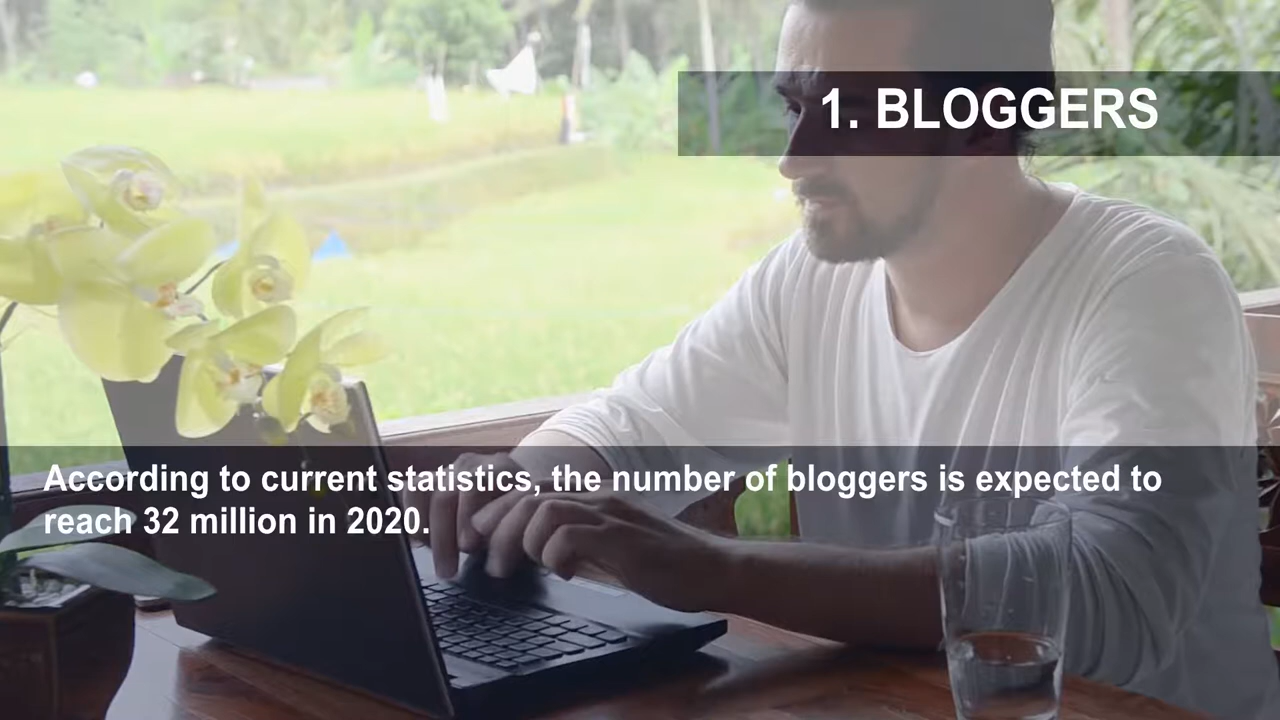 1. BLOGGERS
According to current statistics, the number of bloggers is expected to
reach 32 million in 2020.